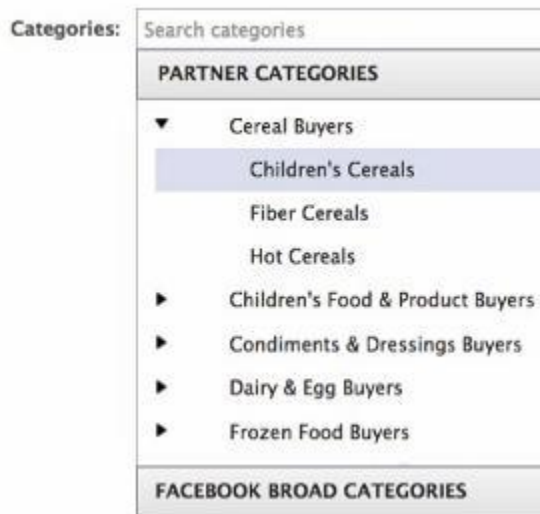 Categories: Search categories
PARTNER CATEGORIES
Cereal Buyers
Children's Cereals
Fiber Cereals
Hot Cereals
Children's Food & Product Buyers
Condiments & Dressings Buyers
Dairy & Egg Buyers
Frozen Food Buyers
FACEBOOK BROAD CATEGORIES